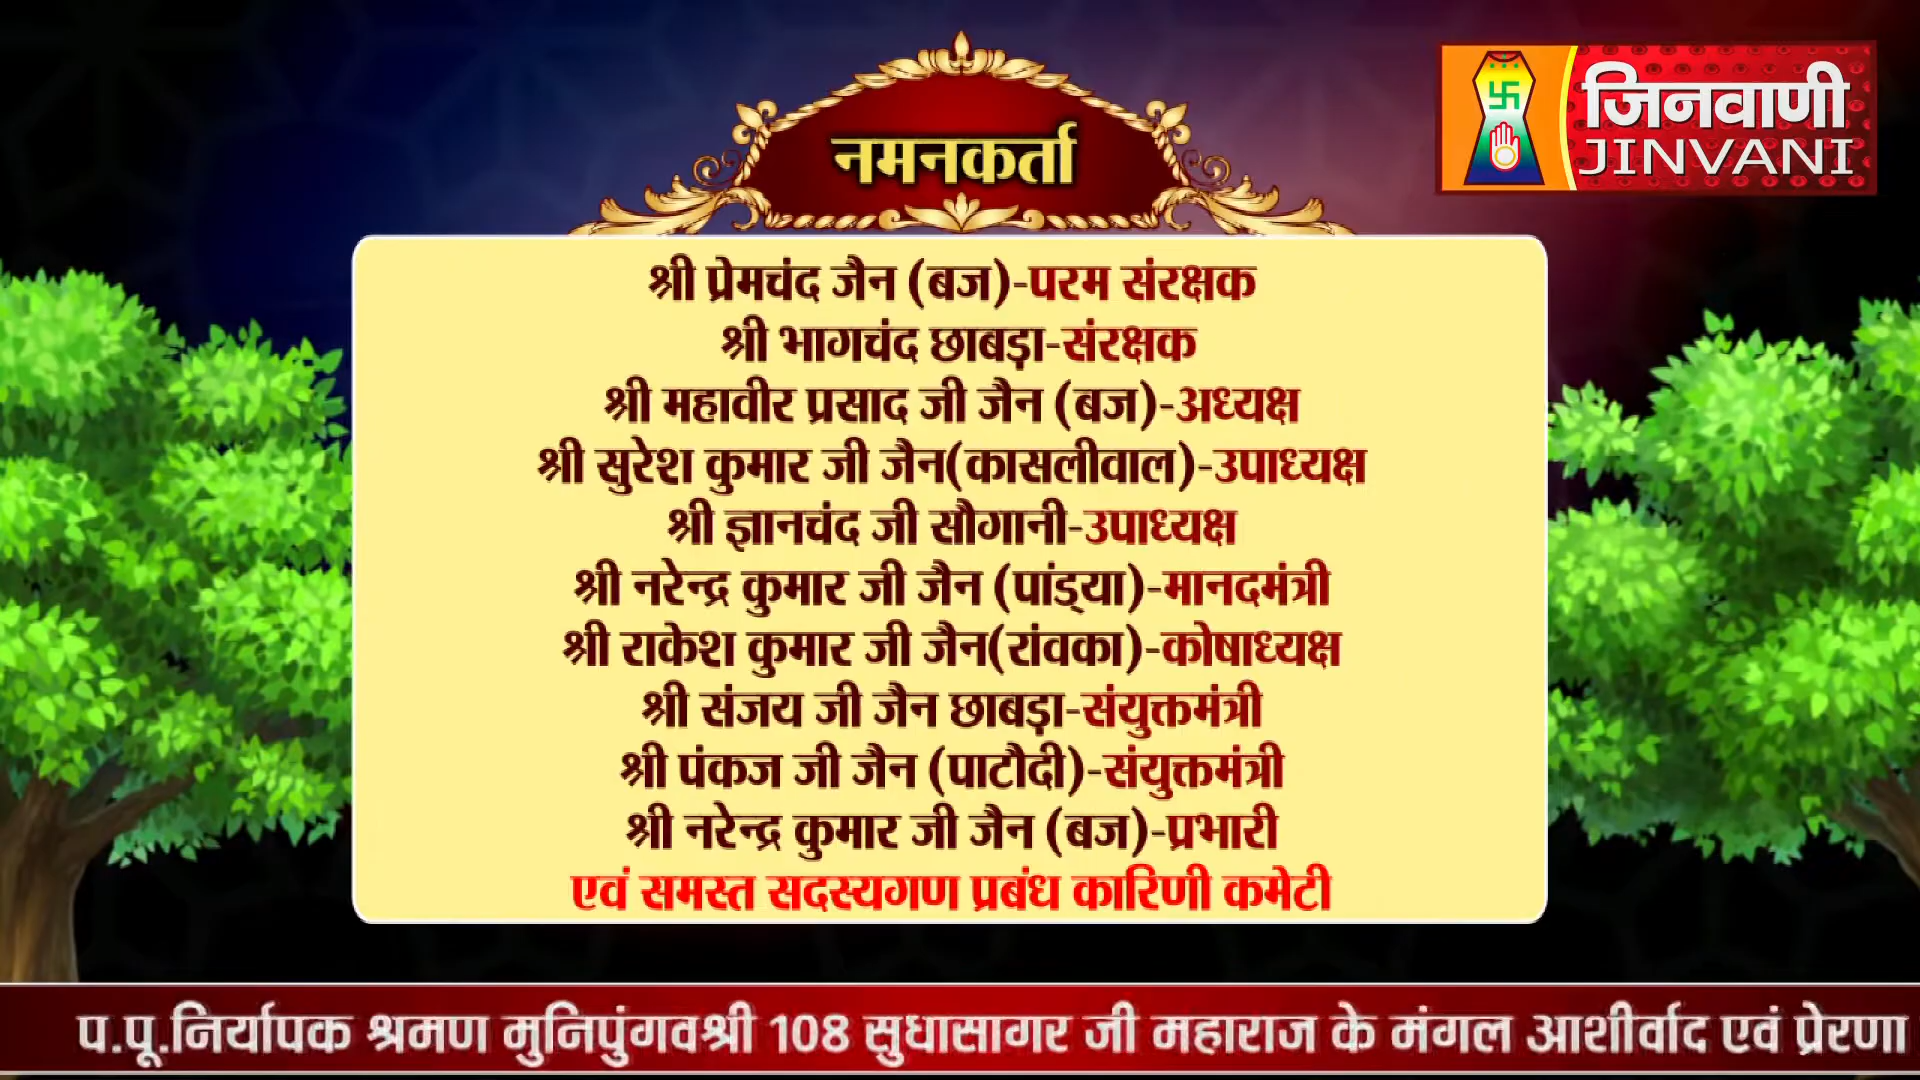 नमनकर्ता
जिनवाणी
JINVANI
श्री प्रेमचंद जैन (बज)-परम संरक्षक
श्री भागचंद छाबड़ा-संरक्षक
श्री महावीर प्रसाद जी जैन (बज)-अध्यक्ष
श्री सुरेश कुमार जी जैन(कासलीवाल)-उपाध्यक्ष
श्री ज्ञानचंद जी सौगानी-उपाध्यक्ष
श्री नरेन्द्र कुमार जी जैन (पांड्या)-मानदमंत्री
श्री राकेश कुमार जी जैन(रांवका)-कोषाध्यक्ष
श्री संजय जी जैन छाबड़ा-संयुक्तमंत्री
श्री पंकज जी जैन (पाटौदी)-संयुक्तमंत्री
श्री नरेन्द्र कुमार जी जैन (बज)-प्रभारी
एवं समस्त सदस्यगण प्रबंध कारिणी कमेटी
प.पू.निर्यापक श्रमण मुनिपुंगवश्री 108 सुधासागर जी महाराज के मंगल आशीर्वाद एवं प्रेरणा